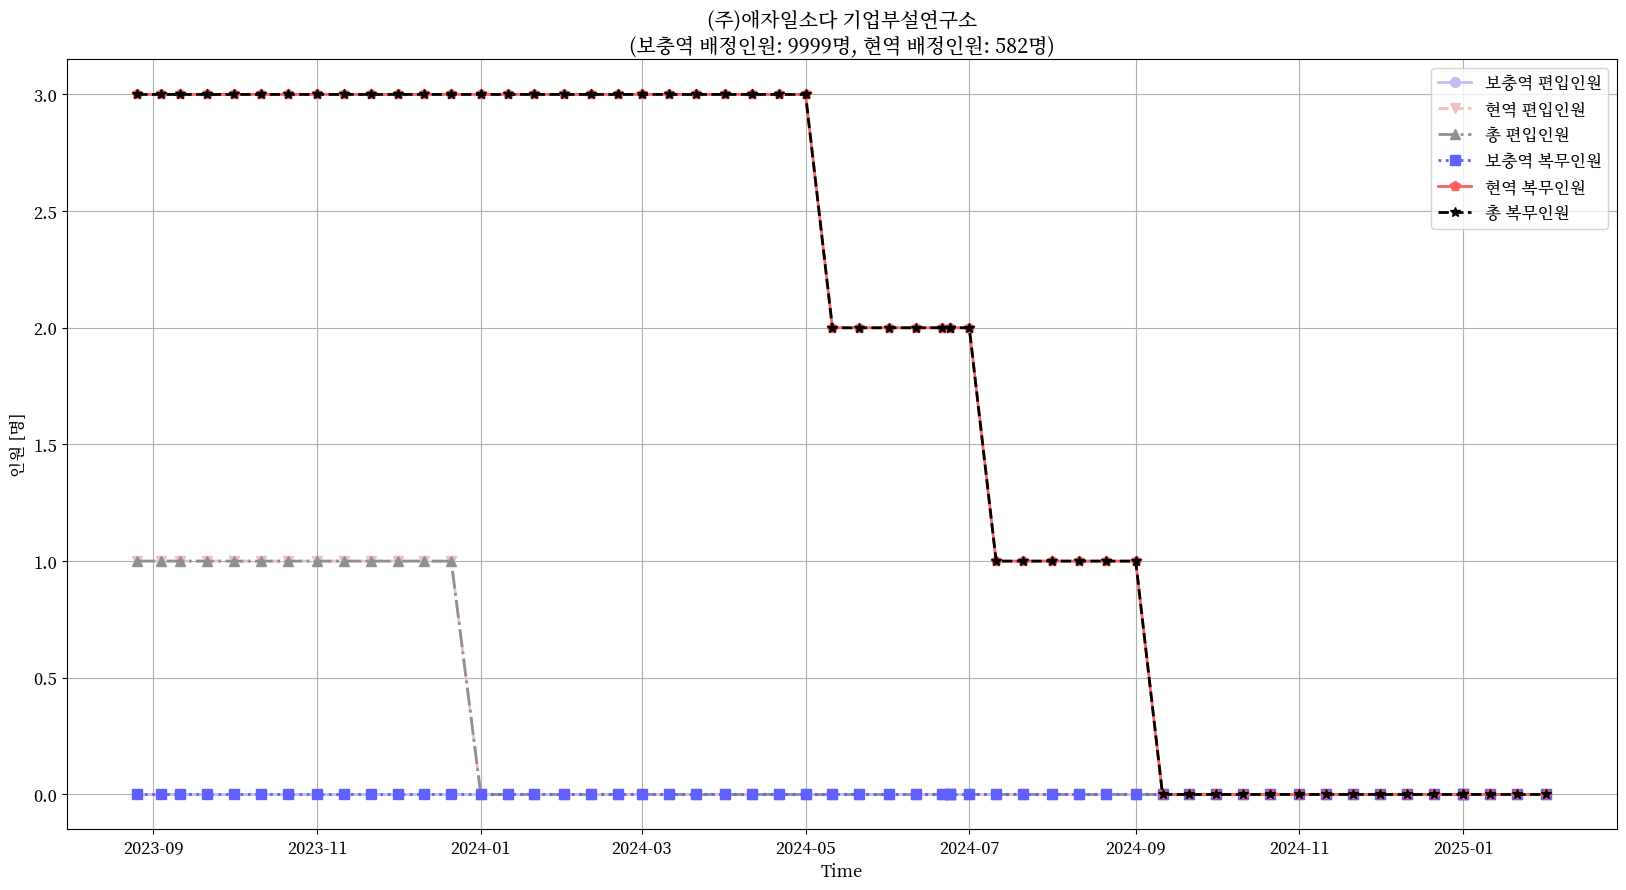 (주)애자일소다 기업부설연구소
(보충역 배정인원: 9999명, 현역 배정인원: 582명)
보충역 편입인원
현역 편입인원
총 편입인원
보충역 복무인원
현역 복무인원
총 복무인원
인원 [명]
3.0
2.5
2.0
1.5
1.0
0.5
0.0
2023-09 2023-11 2024-01 2024-03 2024-05 2024-07 2024-09 2024-11 2025-01
Time